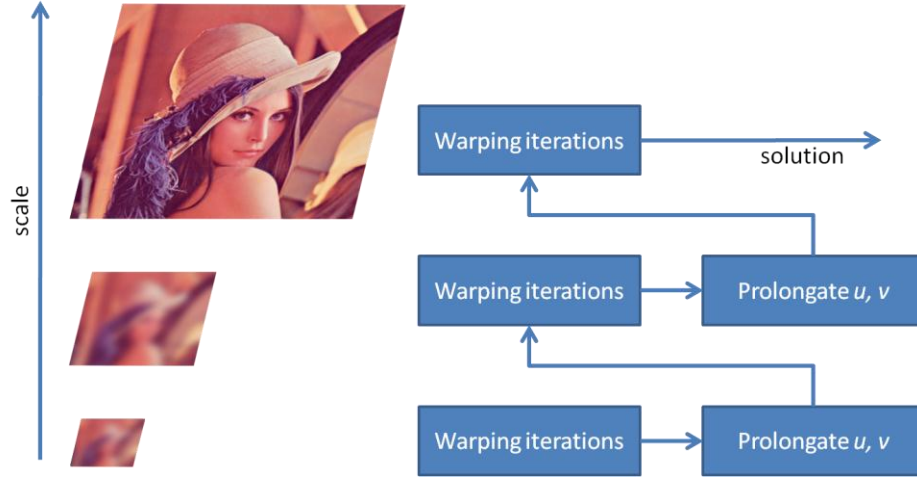 scale
Warping iterations
solution
Warping iterations
Prolongate u, v
Warping iterations
Prolongate u, v